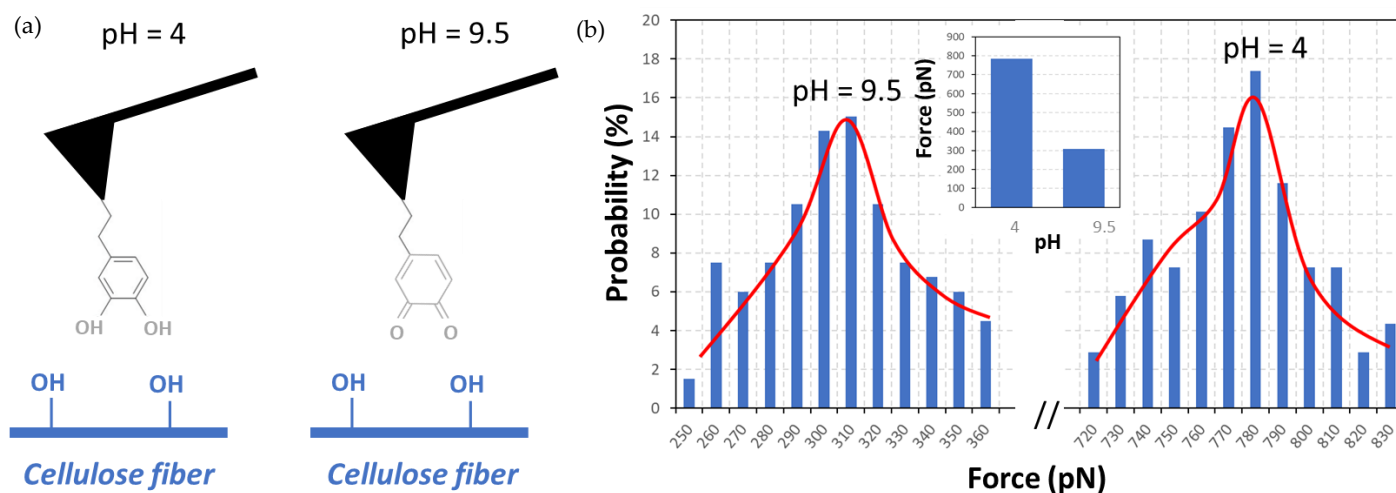 (a)
pH = 4
pH = 9.5
OH
OH
O
O
OH
OH
OH
OH
Cellulose fiber
Cellulose fiber
(b)
Probability (%)
20
18
16
14
12
10
8
6
4
2
0
pH = 9.5
pH = 4
Force (pN)
900
800
700
600
500
400
300
200
100
0
4
9.5
pH
250
260
270
280
290
300
310
320
330
340
350
360
//
720
730
740
750
760
770
780
790
800
810
820
830
Force (pN)